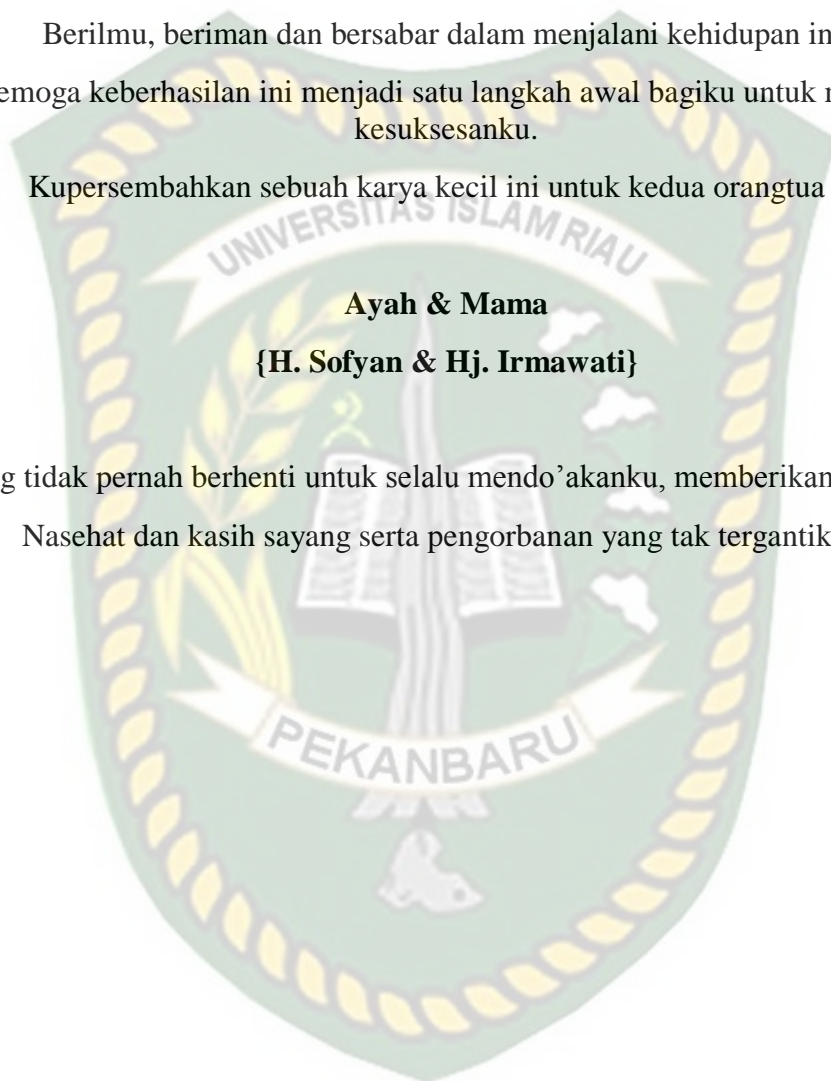 Berilmu, beriman dan bersabar dalam menjalani kehidupan in
emoga keberhasilan ini menjadi satu langkah awal bagiku untuk
kesuksesanku.
Kupersembahkan sebuah karya kecil ini untuk kedua orangtua
UNIVERSITAS ISLAM RIAU
Ayah & Mama
{H. Sofyan & Hj. Irmawati}
g tidak pernah berhenti untuk selalu mendo’akanku, memberikan
Nasehat dan kasih sayang serta pengorbanan yang tak tergantik
PEKANBARU